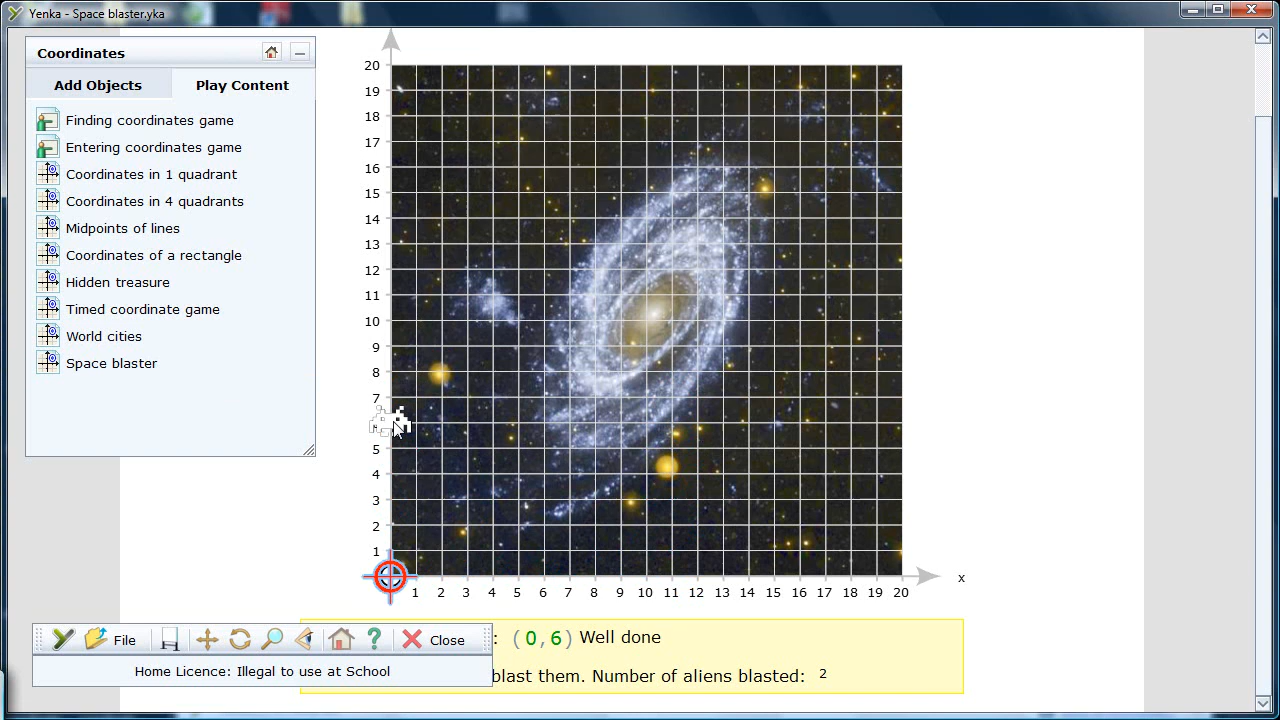 Yenka - Space blaster.yka
Coordinates
Add Objects
Play Content
Finding coordinates game
Entering coordinates game
Coordinates in 1 quadrant
Coordinates in 4 quadrants
Midpoints of lines
Coordinates of a rectangle
Hidden treasure
Timed coordinate game
World cities
Space blaster
20
19
18
17
16
15
14
13
12
11
10
9
8
7
5
4
3
2
1
1 2 3 4 5 6 7 8 9 10 11 12 13 14 15 16 17 18 19 20
x
: (0,6) Well done
File
Close
Home Licence: Illegal to use at School
blast them. Number of aliens blasted: 2